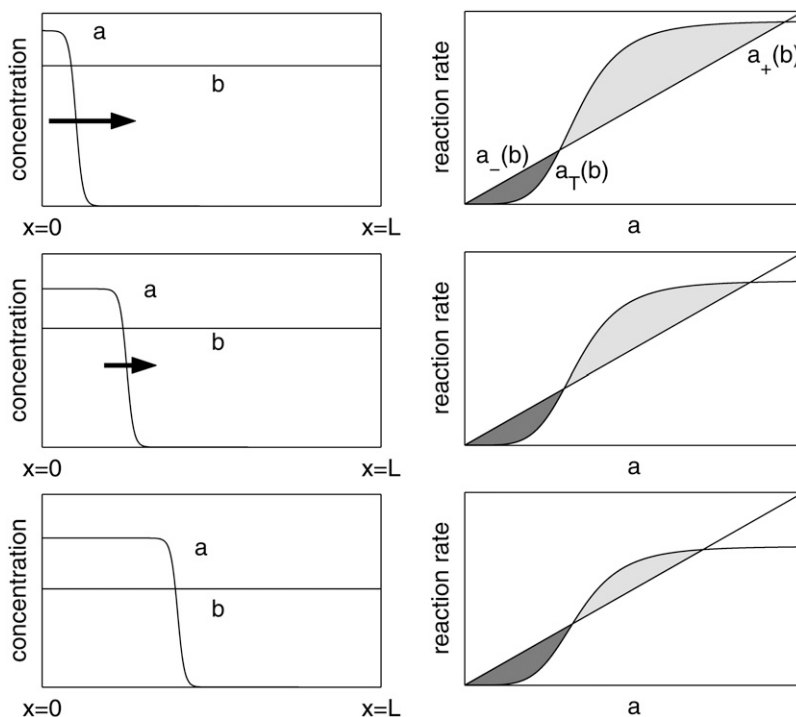 concentration
a
b
x=0
x=L
reaction rate
a_+(b)
a_-(b)
a_T(b)
a
concentration
a
b
x=0
x=L
reaction rate
a
concentration
a
b
x=0
x=L
reaction rate
a